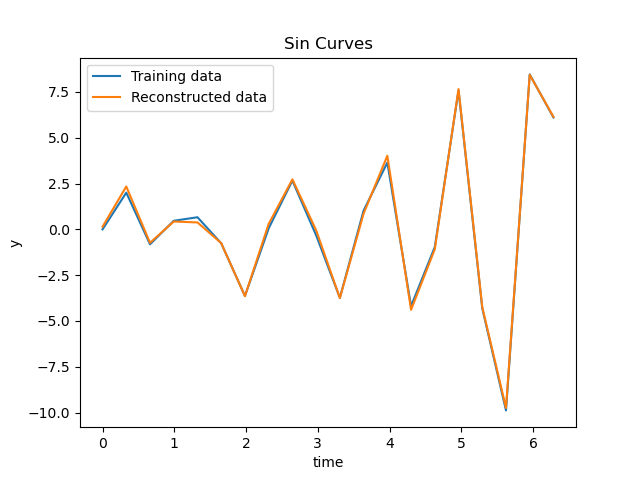 Sin Curves
Training data
Reconstructed data
7.5
5.0
2.5
0.0
−2.5
−5.0
−7.5
−10.0
y
0 1 2 3 4 5 6
time